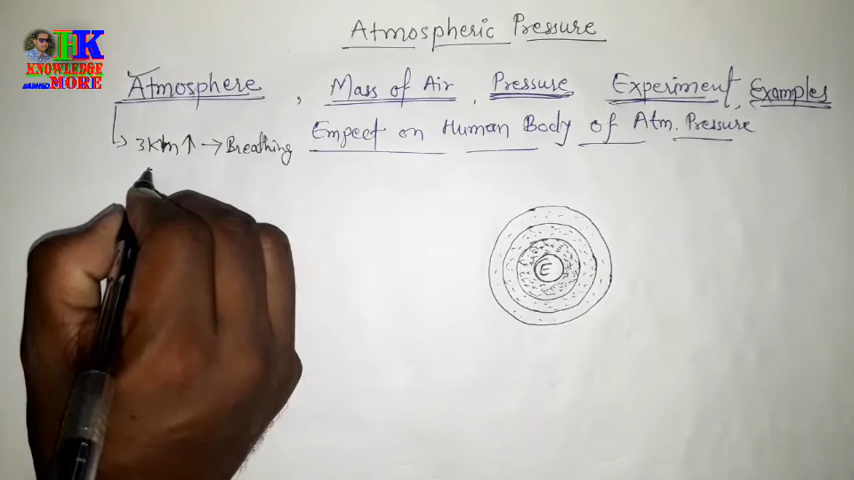 Atmospheric Pressure
HK
KNOWLEDGE
MORE
Atmosphere, Mass of Air, Pressure Experiment, Examples
Empect on Human Body of Atm. Pressure
3Km ↑ → Breathing
E